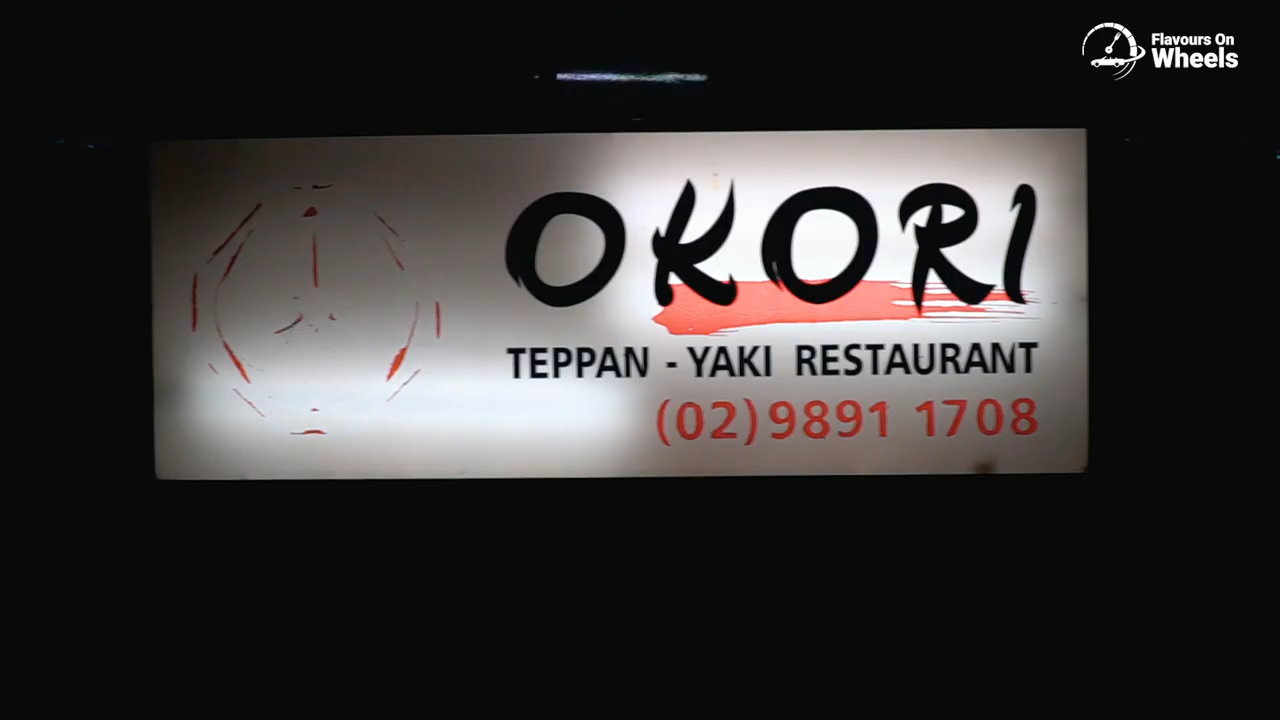 Flavours On
Wheels
OKORI
TEPPAN - YAKI RESTAURANT
(02) 9891 1708